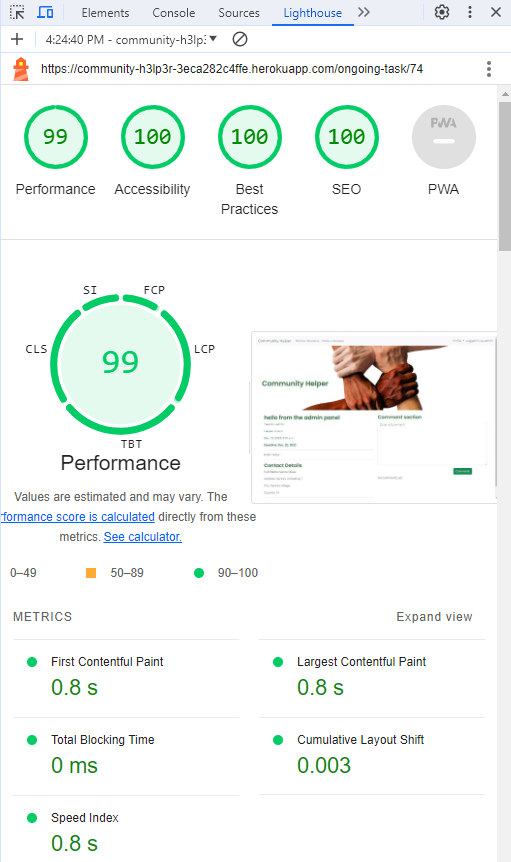 Elements Console Sources Lighthouse
4:24:40 PM - community-h3lp3
https://community-h3lp3r-3eca282c4ffe.herokuapp.com/ongoing-task/74
99 100 100 100 PWA
Performance Accessibility Best Practices SEO PWA
SI FCP
CLS LCP
99
TBT
Performance
Community Helper
Community Helper
hello from the admin panel Comment section
Contact Details
Values are estimated and may vary. The
rformance score is calculated directly from these
metrics. See calculator.
0–49 50–89 90–100
METRICS Expand view
First Contentful Paint Largest Contentful Paint
0.8 s 0.8 s
Total Blocking Time Cumulative Layout Shift
0 ms 0.003
Speed Index
0.8 s